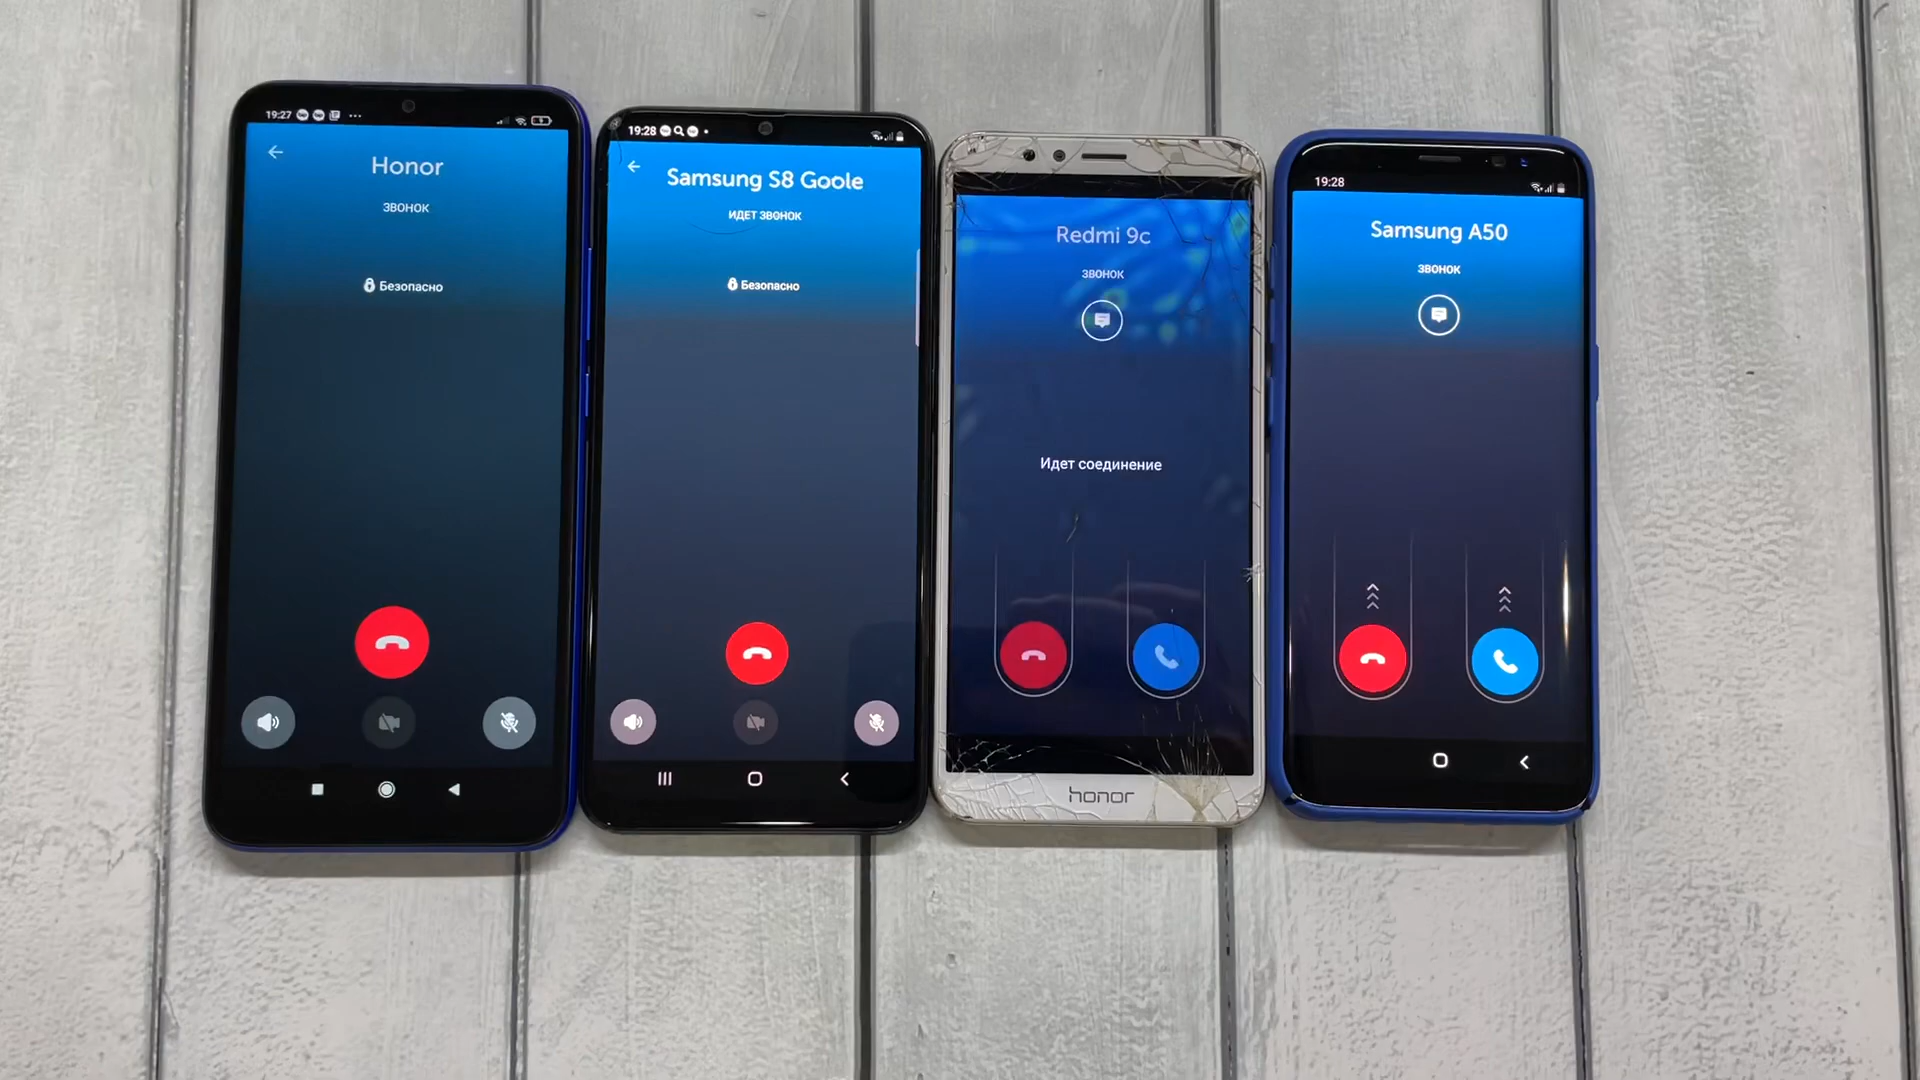 19:27
Honor
ЗВОНОК
Безопасно
19:28
Samsung S8 Goole
ИДЕТ ЗВОНОК
Безопасно
Redmi 9c
ЗВОНОК
Идет соединение
honor
19:28
Samsung A50
ЗВОНОК